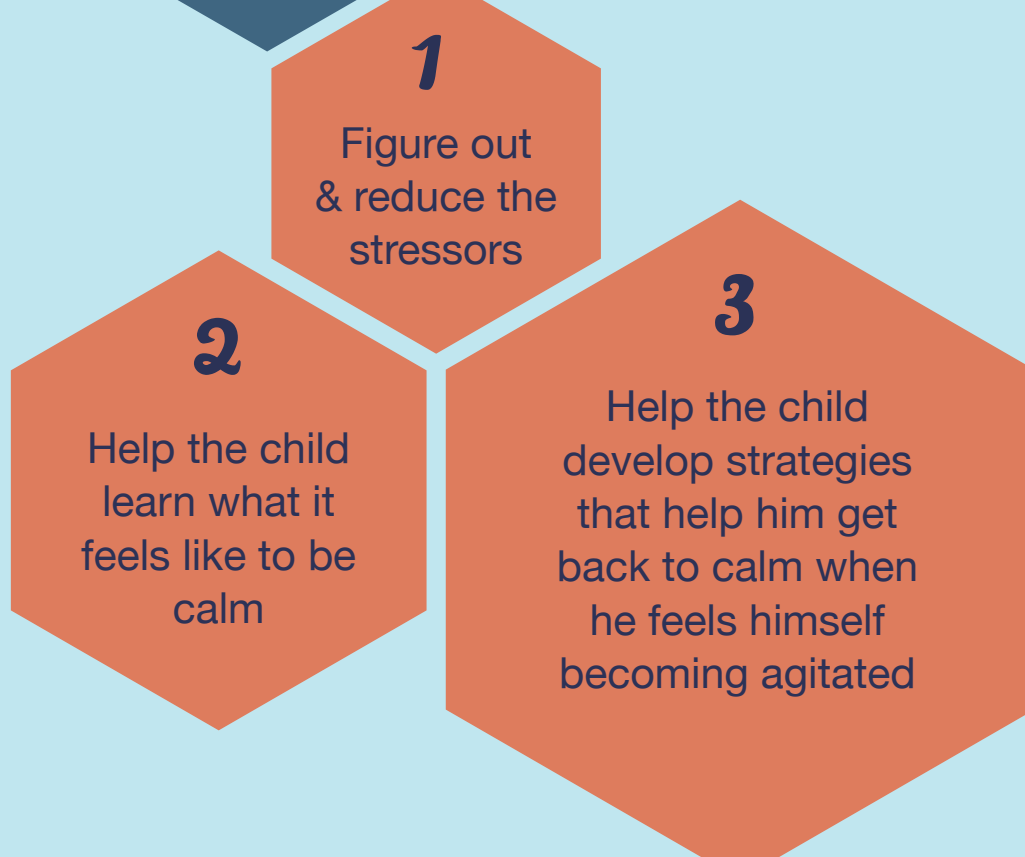 1
Figure out
& reduce the
stressors
2
Help the child
learn what it
feels like to be
calm
3
Help the child
develop strategies
that help him get
back to calm when
he feels himself
becoming agitated